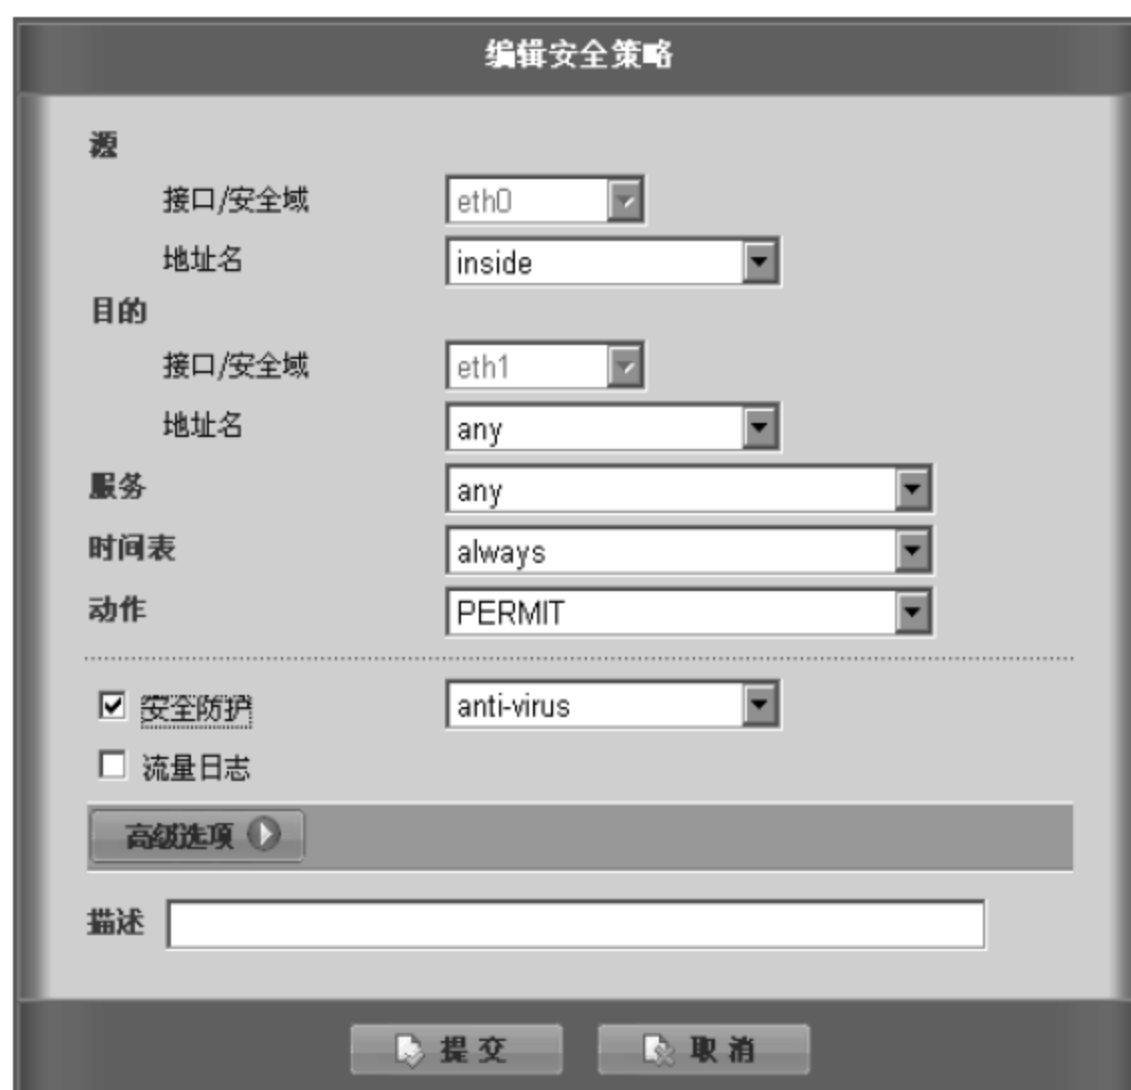 编辑安全策略
源
接口/安全域 eth0
地址名 inside
目的
接口/安全域 eth1
地址名 any
服务 any
时间表 always
动作 PERMIT
安全防护 anti-virus
流量日志
高级选项
描述
提交 取消